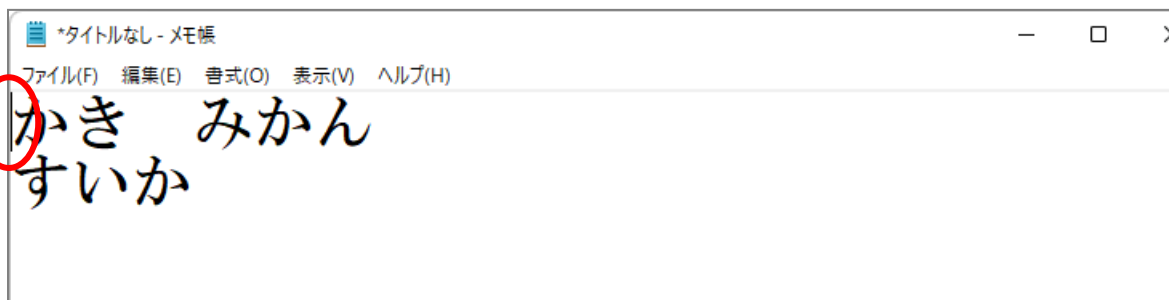 *タイトルなし - メモ帳
ファイル(F) 編集(E) 書式(O) 表示(V) ヘルプ(H)
かき　みかん
すいか